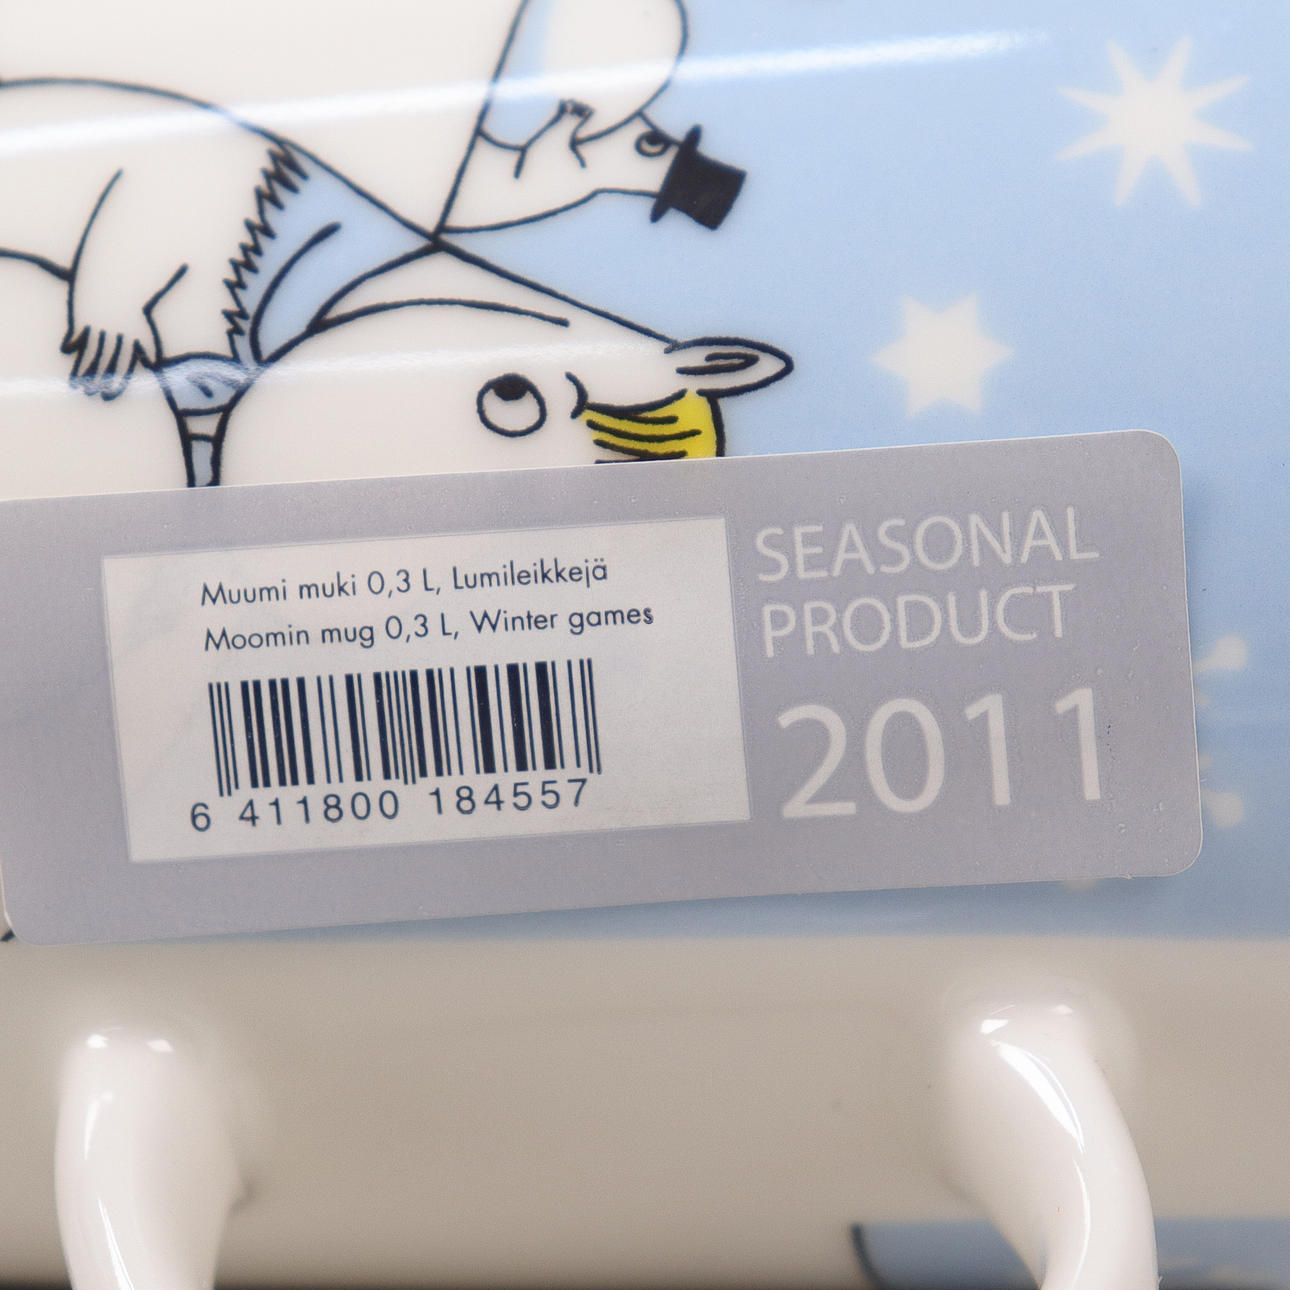 Muumi muki 0,3 L, Lumileikkejä
Moomin mug 0,3 L, Winter games
6 411800 184557
SEASONAL
PRODUCT
2011